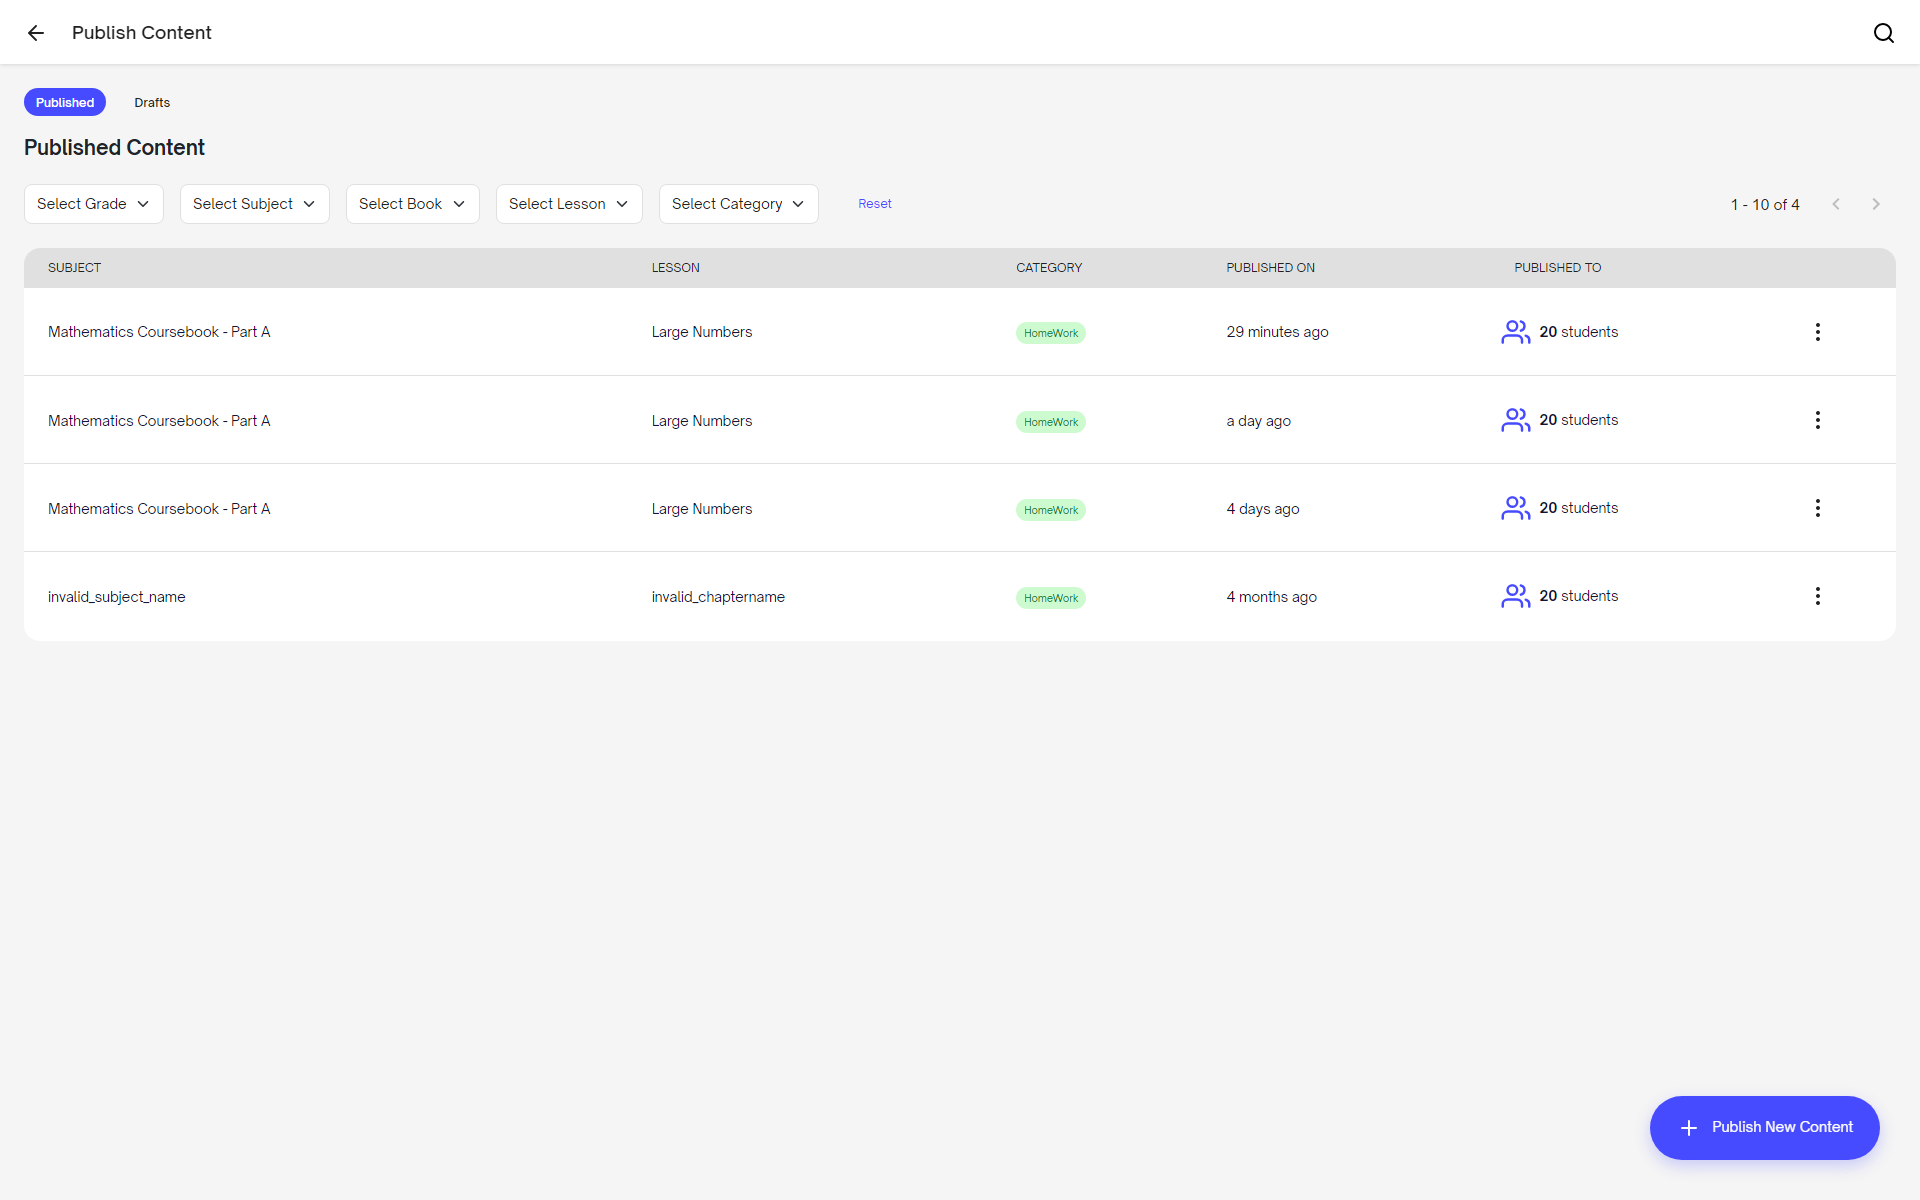 Publish Content
Published Drafts
Published Content
Select Grade Select Subject Select Book Select Lesson Select Category Reset 1 - 10 of 4
SUBJECT LESSON CATEGORY PUBLISHED ON PUBLISHED TO
Mathematics Coursebook - Part A Large Numbers HomeWork 29 minutes ago 20 students
Mathematics Coursebook - Part A Large Numbers HomeWork a day ago 20 students
Mathematics Coursebook - Part A Large Numbers HomeWork 4 days ago 20 students
invalid_subject_name invalid_chaptername HomeWork 4 months ago 20 students
Publish New Content